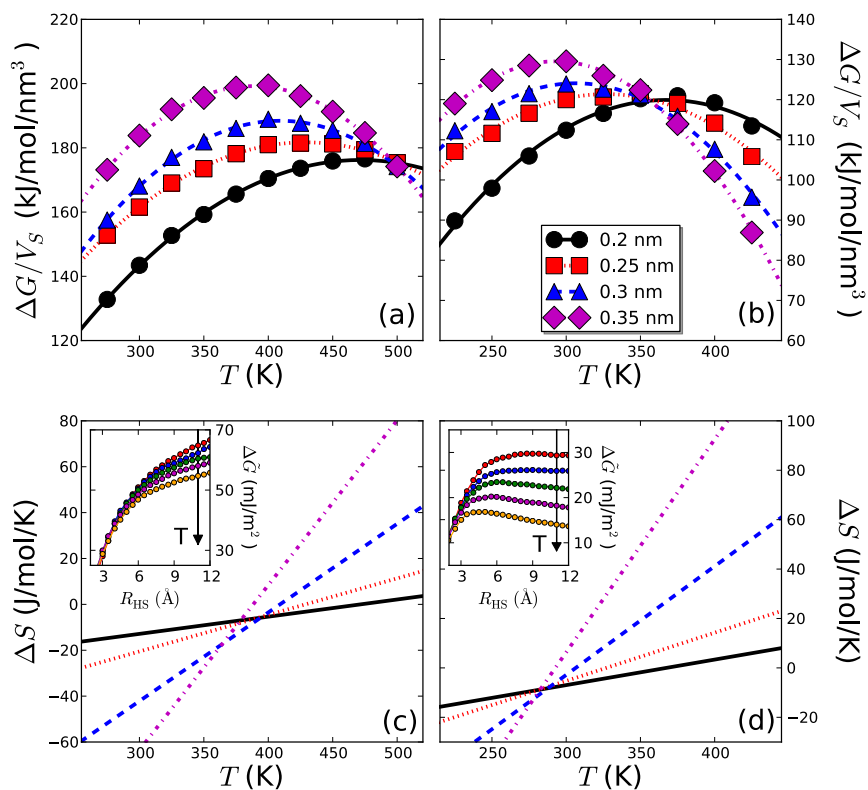 220
200
180
160
140
120
ΔG/V_S (kJ/mol/nm³)
300 350 400 450 500
T (K)
(a)
140
130
120
110
100
90
80
70
60
ΔG/V_S (kJ/mol/nm³)
0.2 nm
0.25 nm
0.3 nm
0.35 nm
250 300 350 400
T (K)
(b)
80
60
40
20
0
−20
−40
−60
ΔS (J/mol/K)
70
50
30
ΔG̃ (mJ/m²)
T
3 6 9 12
R_HS (Å)
300 350 400 450 500
T (K)
(c)
100
80
60
40
20
0
−20
ΔS (J/mol/K)
30
20
10
ΔG̃ (mJ/m²)
T
3 6 9 12
R_HS (Å)
250 300 350 400
T (K)
(d)